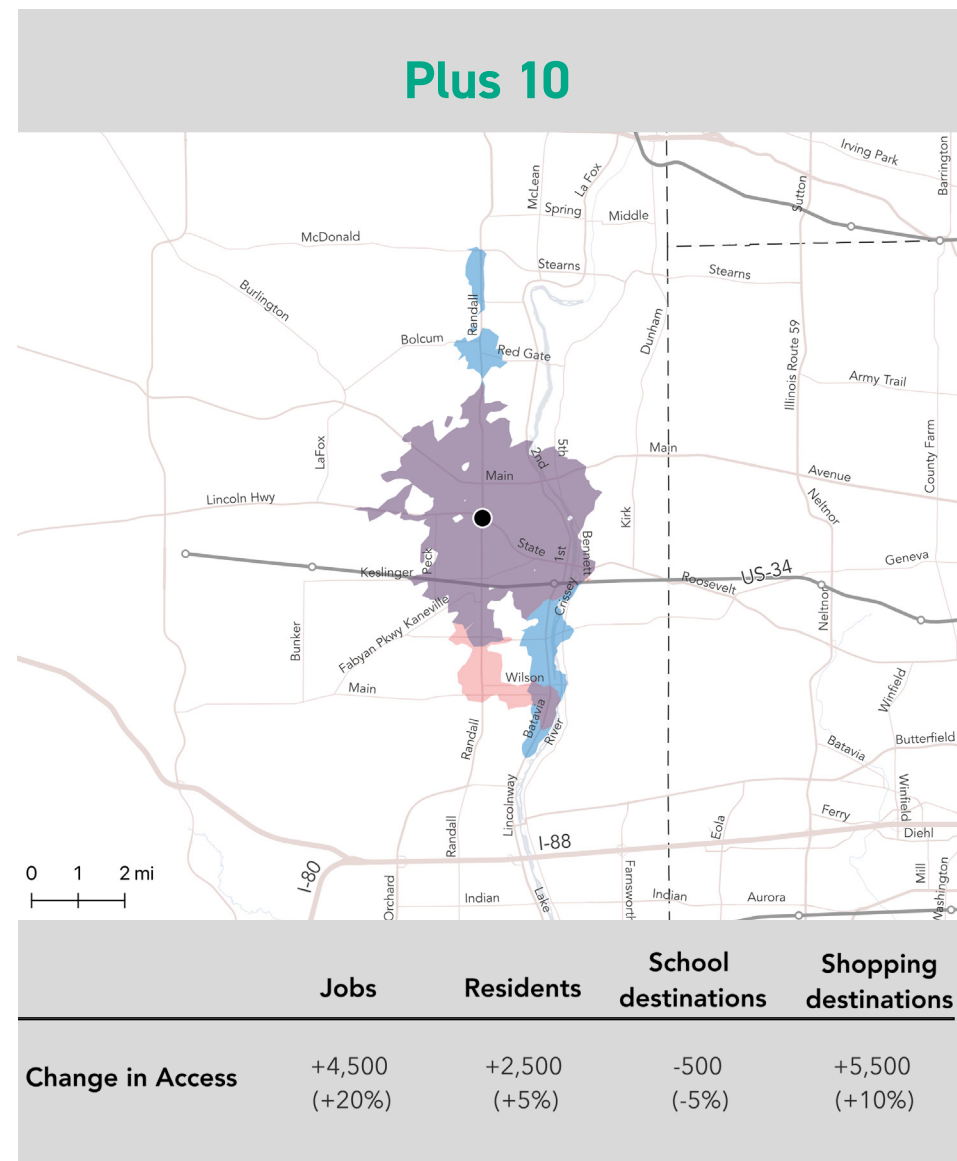 Plus 10
Irving Park
Barrington
McLean
La Fox
Sutton
Spring
Middle
McDonald
Stearns
Stearns
Burlington
Randall
Dunham
Illinois Route 59
Bolcum
Red Gate
Army Trail
LaFox
County Farm
5th
2nd
Main
Main
Avenue
Lincoln Hwy
Neltnor
Kirk
State
1st
Bennett
Peck
Keslinger
Geneva
US-34
Roosevelt
Crissey
Neltnor
Fabyan Pkwy Kaneville
Bunker
Wilson
Main
Winfield
Batavia
River
Randall
Batavia
Butterfield
Lincolnway
Winfield
Ferry
Eola
Diehl
Randall
I-88
0 1 2 mi
I-80
Mill
Orchard
Indian
Lake
Farnsworth
Indian
Aurora
Washington
Jobs
Residents
School
destinations
Shopping
destinations
Change in Access
+4,500
(+20%)
+2,500
(+5%)
-500
(-5%)
+5,500
(+10%)